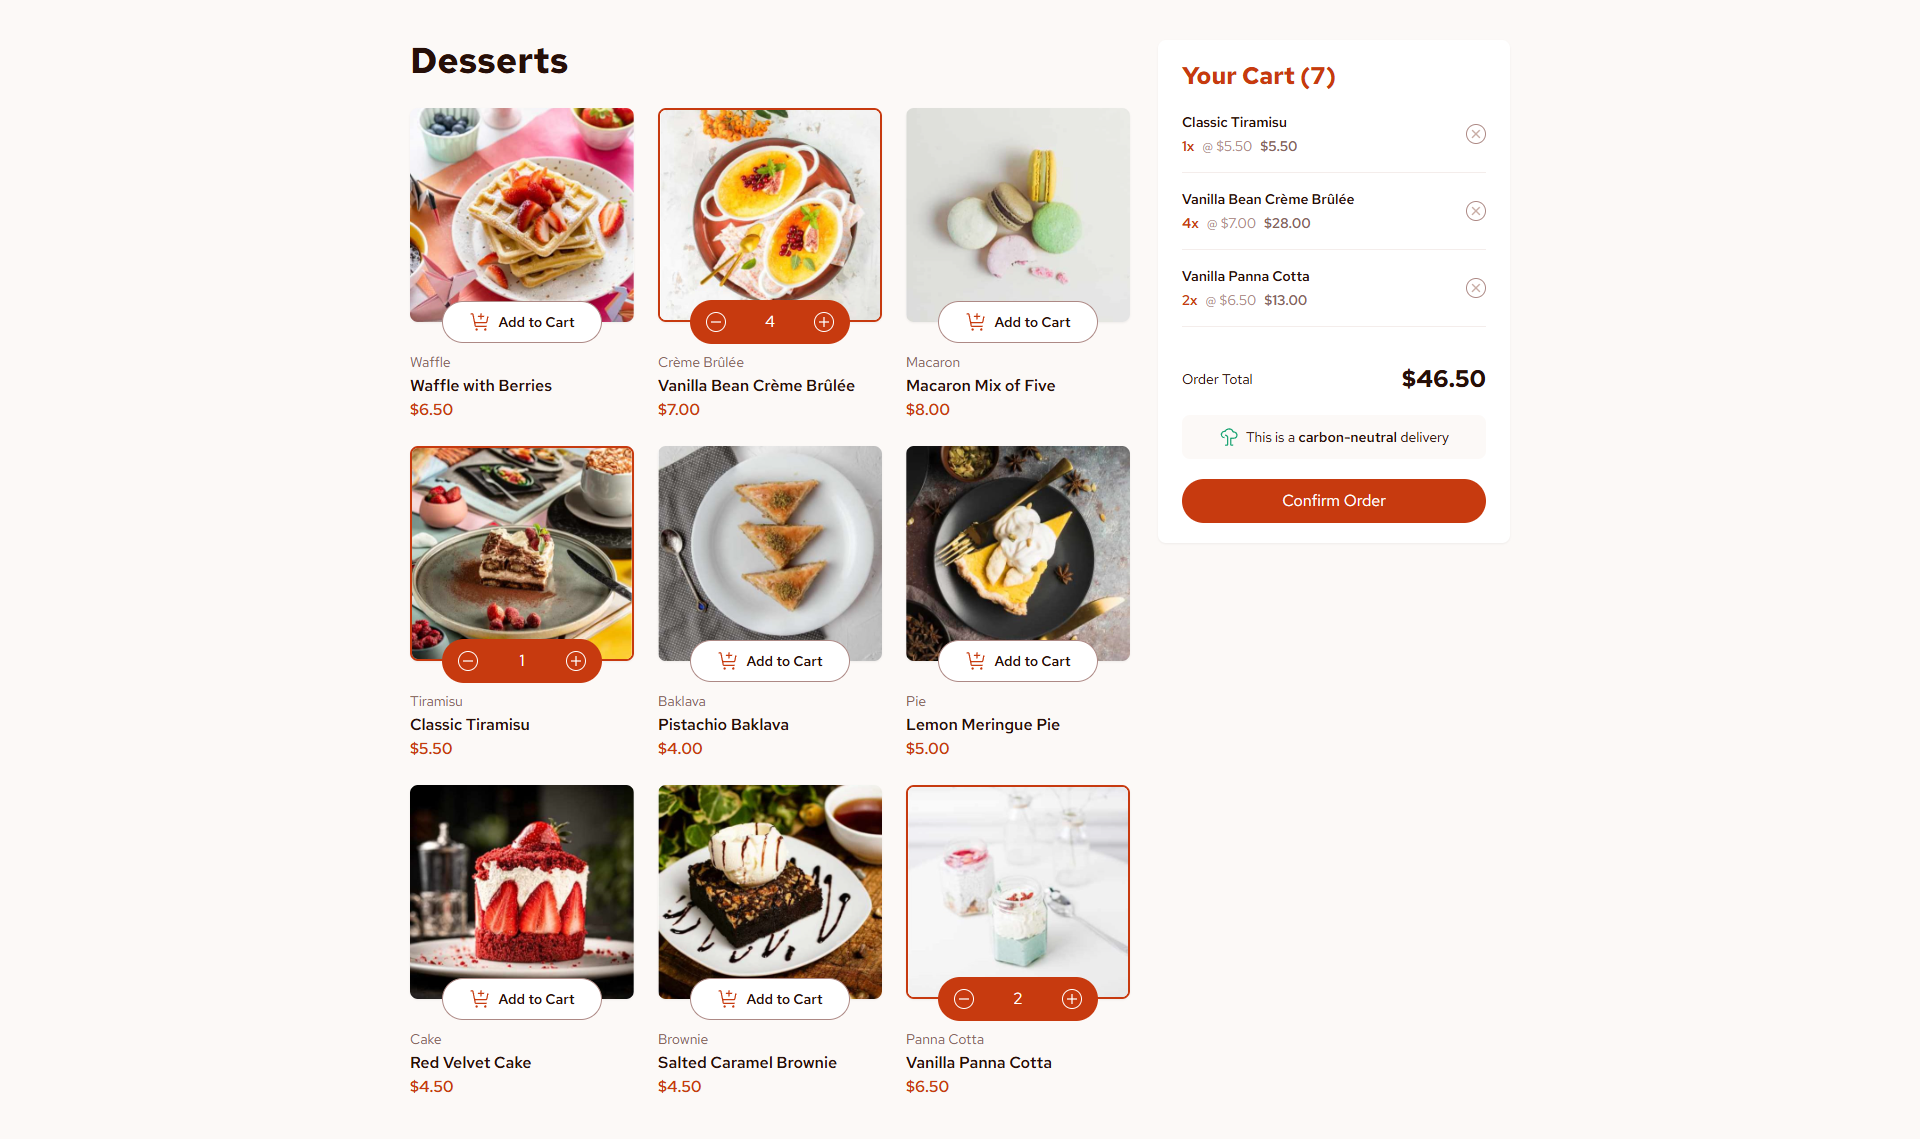 Desserts
Add to Cart
Waffle
Waffle with Berries
$6.50
4
Crème Brûlée
Vanilla Bean Crème Brûlée
$7.00
Add to Cart
Macaron
Macaron Mix of Five
$8.00
1
Tiramisu
Classic Tiramisu
$5.50
Add to Cart
Baklava
Pistachio Baklava
$4.00
Add to Cart
Pie
Lemon Meringue Pie
$5.00
Add to Cart
Cake
Red Velvet Cake
$4.50
Add to Cart
Brownie
Salted Caramel Brownie
$4.50
2
Panna Cotta
Vanilla Panna Cotta
$6.50
Your Cart (7)
Classic Tiramisu
1x @ $5.50 $5.50
Vanilla Bean Crème Brûlée
4x @ $7.00 $28.00
Vanilla Panna Cotta
2x @ $6.50 $13.00
Order Total $46.50
This is a carbon-neutral delivery
Confirm Order